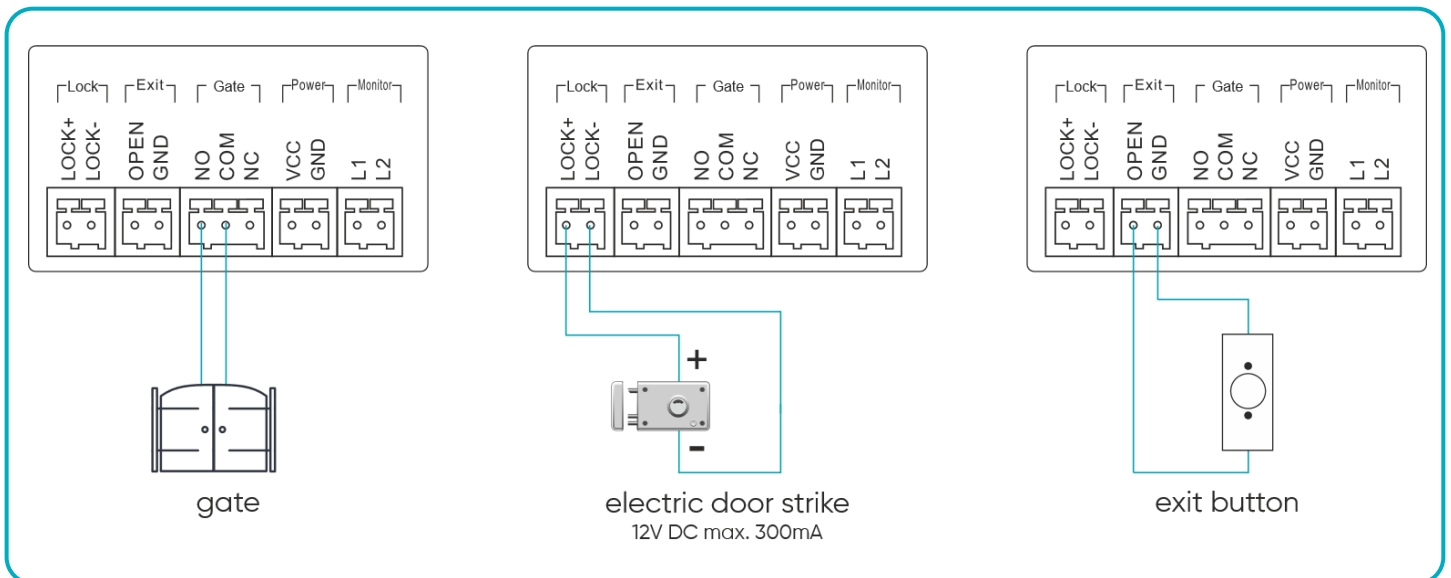 Lock Exit Gate Power Monitor
LOCK+ LOCK- OPEN GND NO COM NC VCC GND L1 L2
gate
Lock Exit Gate Power Monitor
LOCK+ LOCK- OPEN GND NO COM NC VCC GND L1 L2
+
-
electric door strike
12V DC max. 300mA
Lock Exit Gate Power Monitor
LOCK+ LOCK- OPEN GND NO COM NC VCC GND L1 L2
exit button